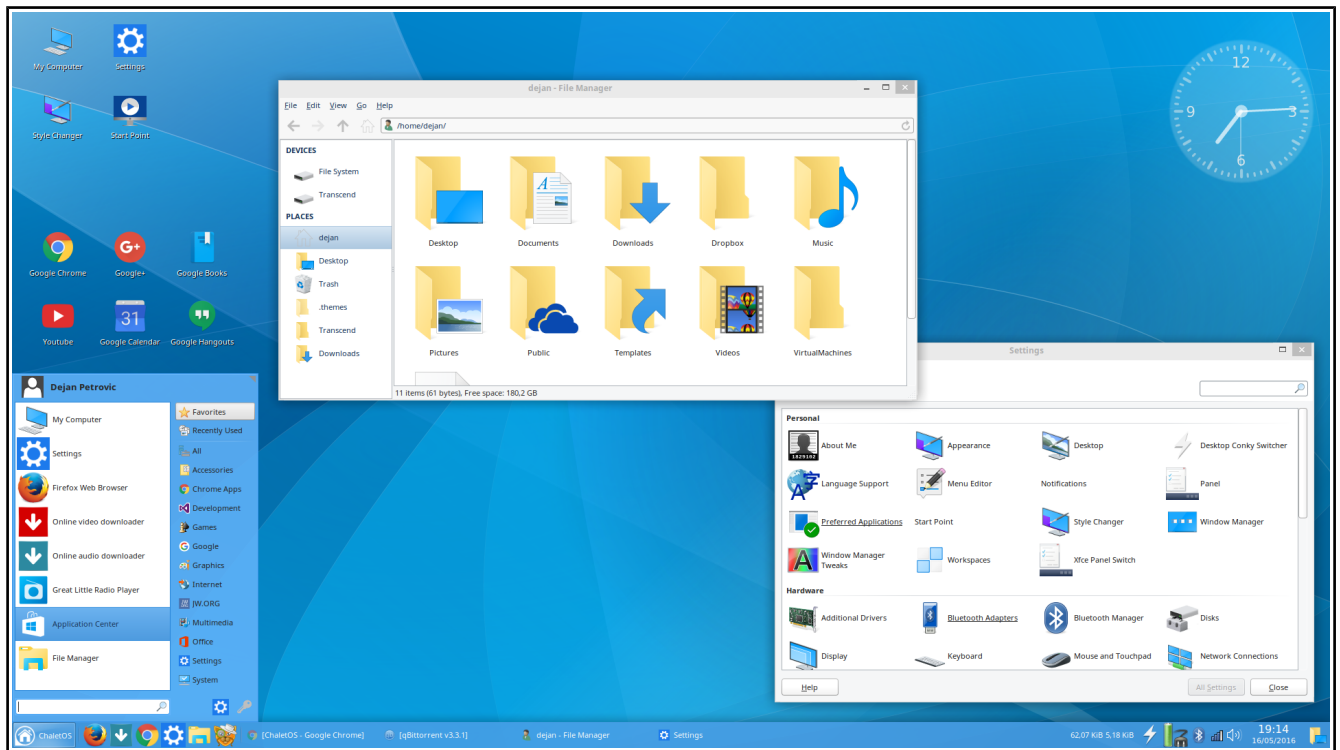 My Computer
Settings
Style Changer
Start Point
Google Chrome
Google+
Google Books
Youtube
Google Calendar
Google Hangouts
G+
31
12
3
6
9
dejan - File Manager
File Edit View Go Help
/home/dejan/
DEVICES
File System
Transcend
PLACES
dejan
Desktop
Trash
.themes
Transcend
Downloads
Desktop
Documents
Downloads
Dropbox
Music
Pictures
Public
Templates
Videos
VirtualMachines
11 items (61 bytes), Free space: 180,2 GB
Settings
Personal
About Me
Appearance
Desktop
Desktop Conky Switcher
Language Support
Menu Editor
Notifications
Panel
Preferred Applications
Start Point
Style Changer
Window Manager
Window Manager
Tweaks
Workspaces
Xfce Panel Switch
Hardware
Additional Drivers
Bluetooth Adapters
Bluetooth Manager
Disks
Display
Keyboard
Mouse and Touchpad
Network Connections
Help
All Settings
Close
Dejan Petrovic
My Computer
Settings
Firefox Web Browser
Online video downloader
Online audio downloader
Great Little Radio Player
Application Center
File Manager
Favorites
Recently Used
All
Accessories
Chrome Apps
Development
Games
Google
Graphics
Internet
JW.ORG
Multimedia
Office
Settings
System
ChaletOS
[ChaletOS - Google Chrome]
[qBittorrent v3.3.1]
dejan - File Manager
Settings
62,07 KiB 5,18 KiB
19:14
16/05/2016